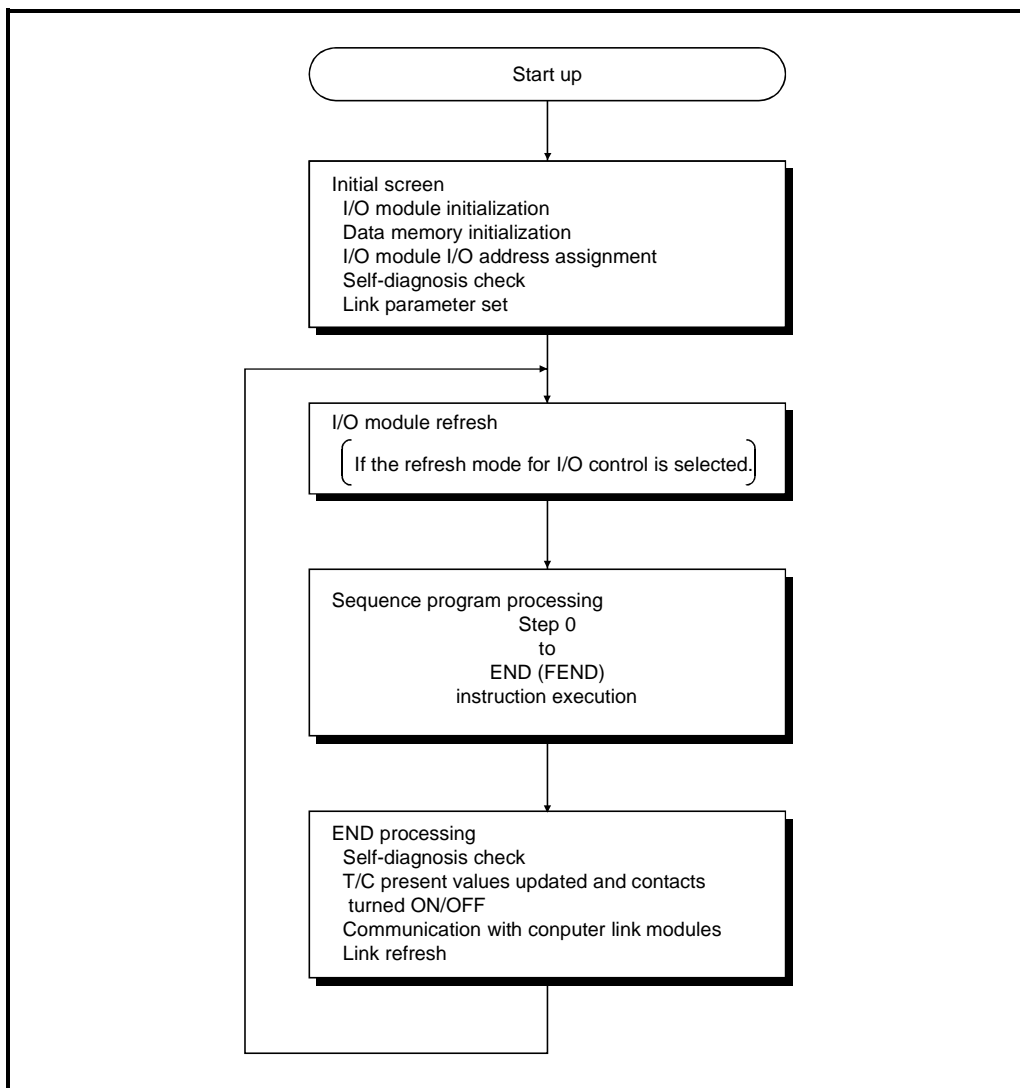 Start up
Initial screen
I/O module initialization
Data memory initialization
I/O module I/O address assignment
Self-diagnosis check
Link parameter set
I/O module refresh
If the refresh mode for I/O control is selected.
Sequence program processing
Step 0
to
END (FEND)
instruction execution
END processing
Self-diagnosis check
T/C present values updated and contacts
turned ON/OFF
Communication with conputer link modules
Link refresh